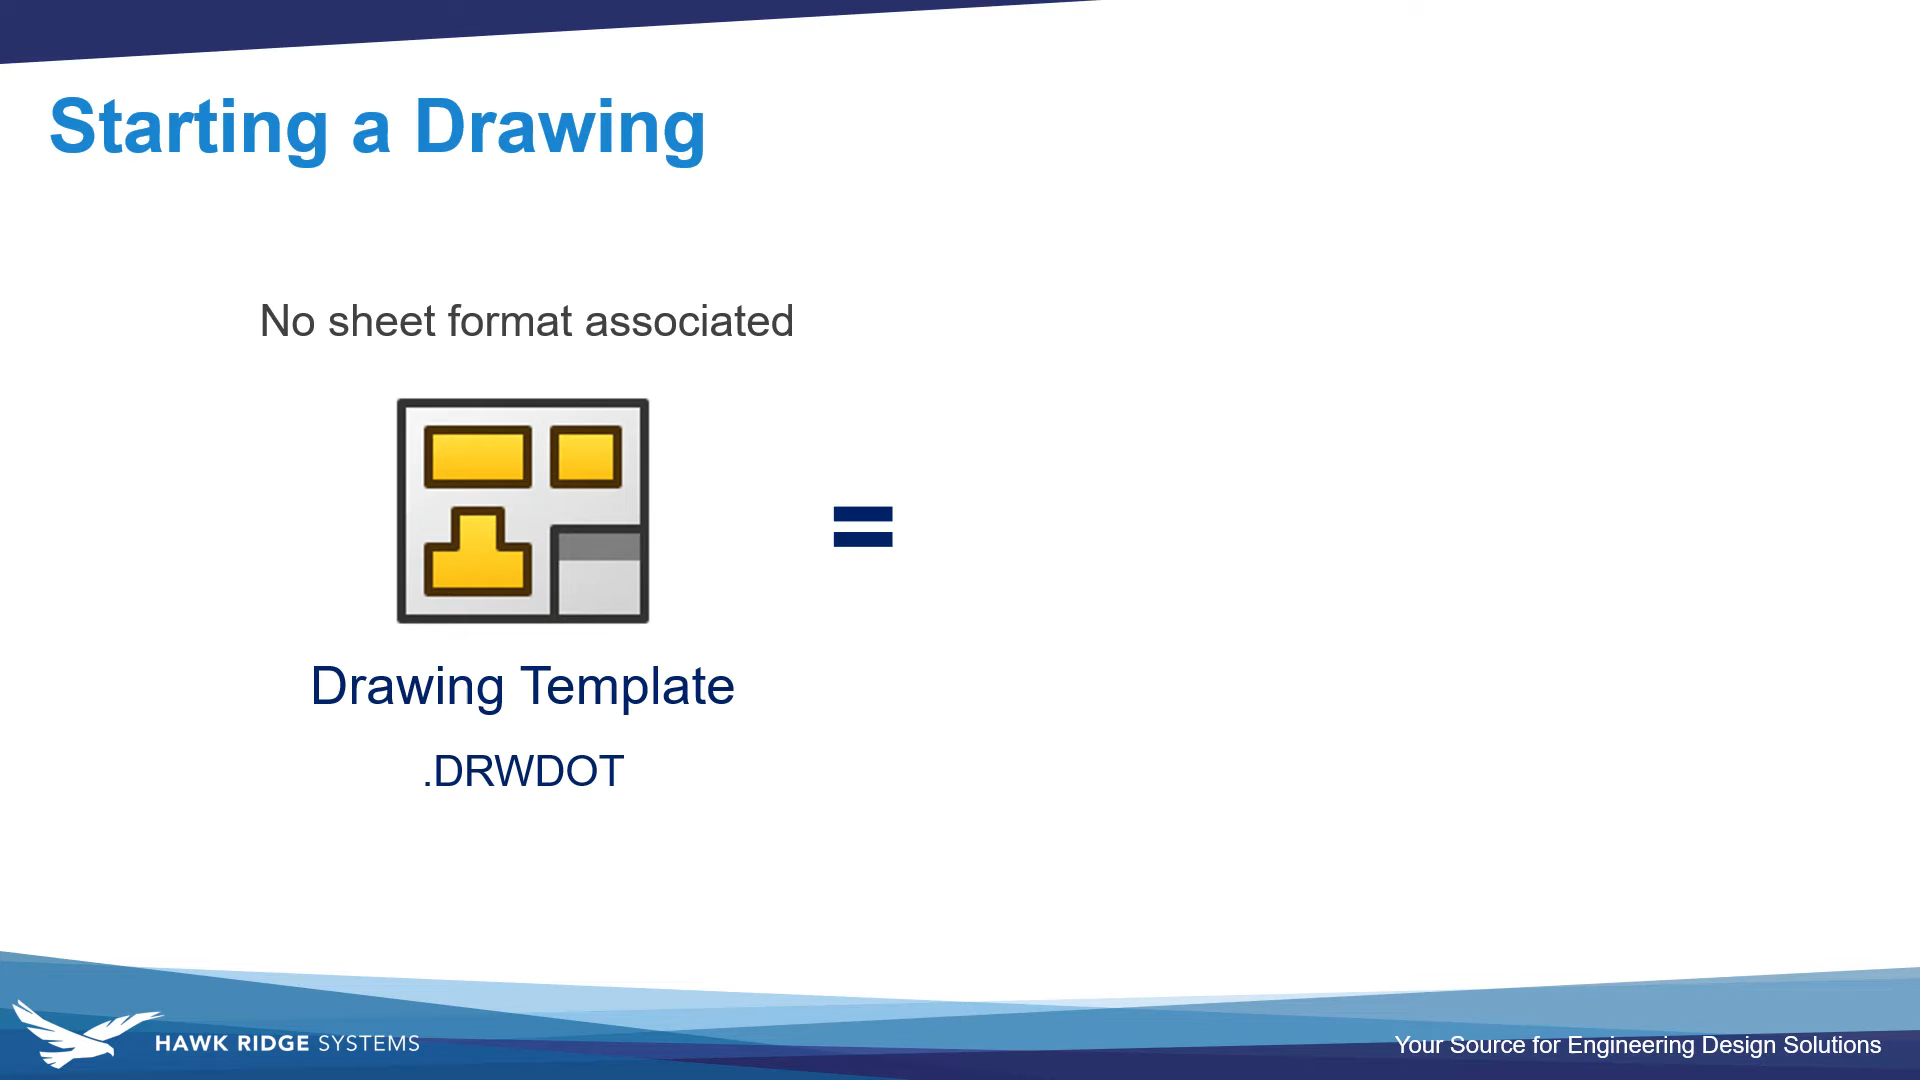 Starting a Drawing
No sheet format associated
=
Drawing Template
.DRWDOT
HAWK RIDGE SYSTEMS
Your Source for Engineering Design Solutions